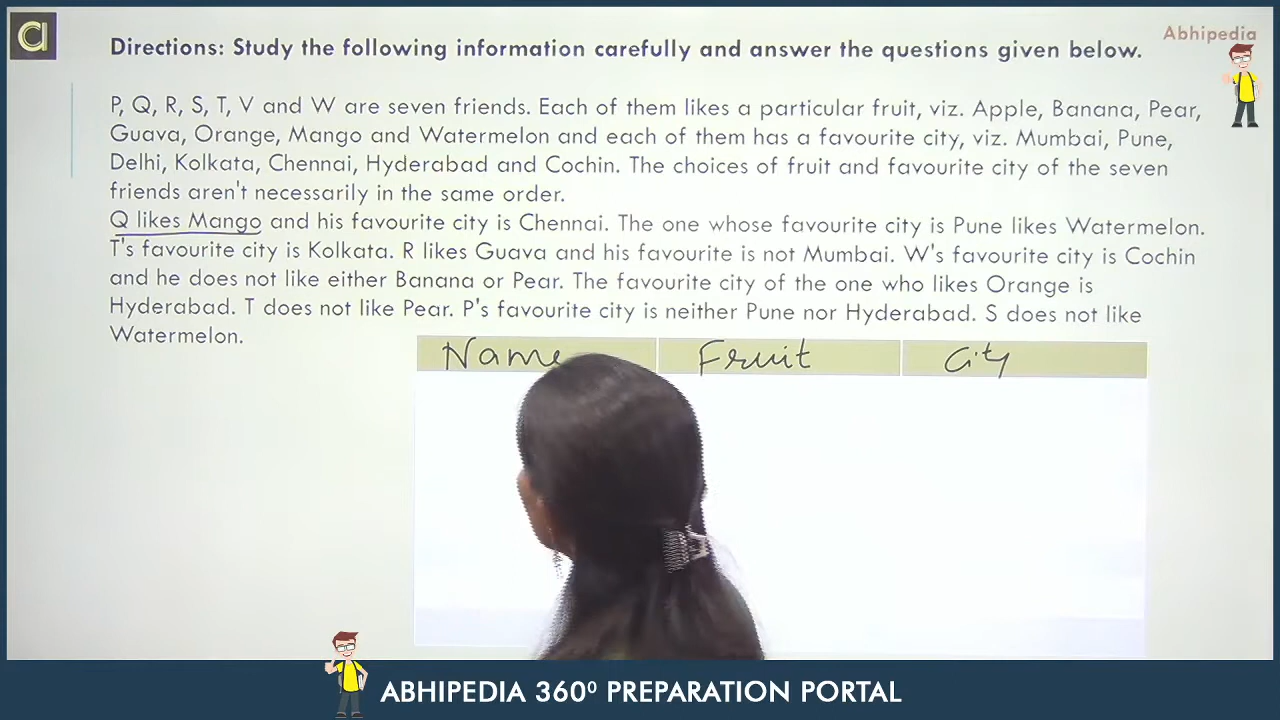 Abhipedia
Directions: Study the following information carefully and answer the questions given below.
P, Q, R, S, T, V and W are seven friends. Each of them likes a particular fruit, viz. Apple, Banana, Pear,
Guava, Orange, Mango and Watermelon and each of them has a favourite city, viz. Mumbai, Pune,
Delhi, Kolkata, Chennai, Hyderabad and Cochin. The choices of fruit and favourite city of the seven
friends aren't necessarily in the same order.
Q likes Mango and his favourite city is Chennai. The one whose favourite city is Pune likes Watermelon.
T's favourite city is Kolkata. R likes Guava and his favourite is not Mumbai. W's favourite city is Cochin
and he does not like either Banana or Pear. The favourite city of the one who likes Orange is
Hyderabad. T does not like Pear. P's favourite city is neither Pune nor Hyderabad. S does not like
Watermelon.
Name Fruit City
ABHIPEDIA 360⁰ PREPARATION PORTAL